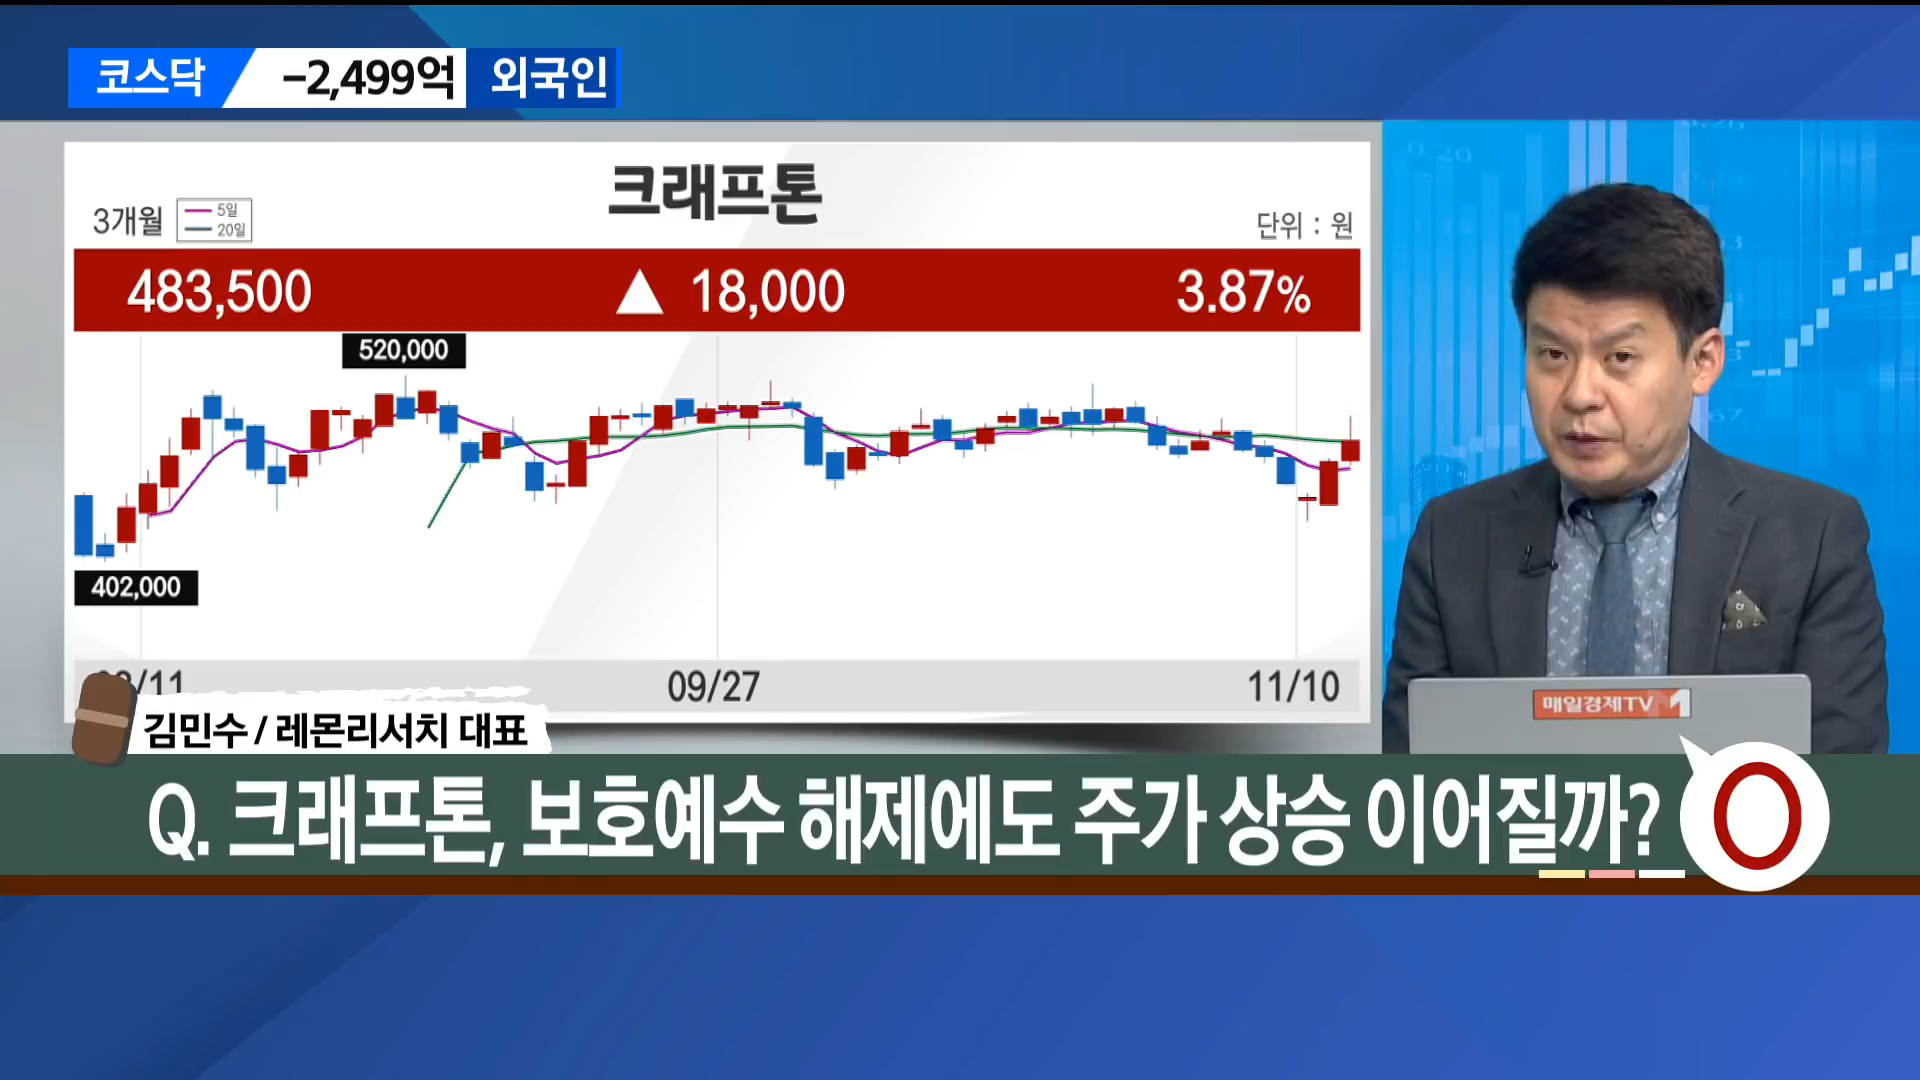 코스닥 -2,499억 외국인
크래프톤
3개월
5일
20일
단위 : 원
483,500 ▲ 18,000 3.87%
520,000
402,000
09/27
11/10
김민수 / 레몬리서치 대표
매일경제TV
Q. 크래프톤, 보호예수 해제에도 주가 상승 이어질까?